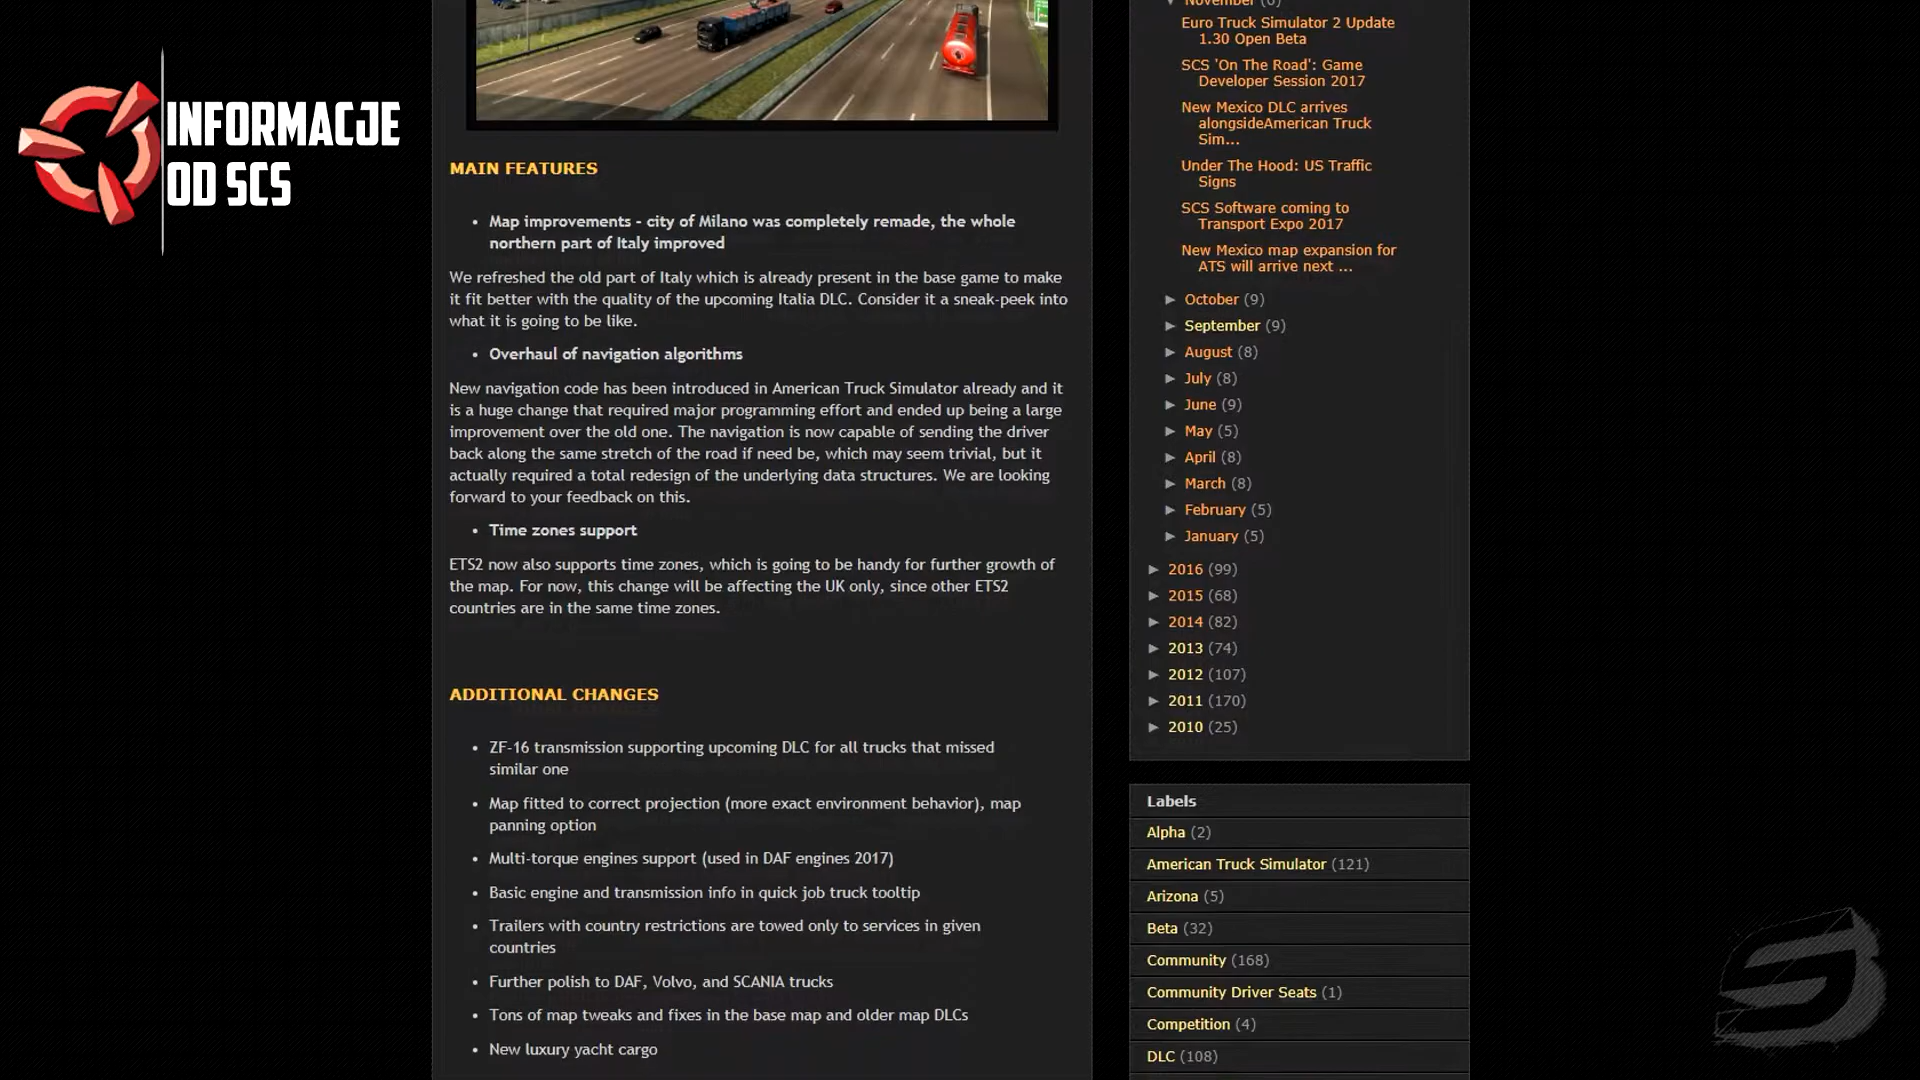 INFORMACJE
OD SCS
MAIN FEATURES
• Map improvements - city of Milano was completely remade, the whole
northern part of Italy improved
We refreshed the old part of Italy which is already present in the base game to make
it fit better with the quality of the upcoming Italia DLC. Consider it a sneak-peek into
what it is going to be like.
• Overhaul of navigation algorithms
New navigation code has been introduced in American Truck Simulator already and it
is a huge change that required major programming effort and ended up being a large
improvement over the old one. The navigation is now capable of sending the driver
back along the same stretch of the road if need be, which may seem trivial, but it
actually required a total redesign of the underlying data structures. We are looking
forward to your feedback on this.
• Time zones support
ETS2 now also supports time zones, which is going to be handy for further growth of
the map. For now, this change will be affecting the UK only, since other ETS2
countries are in the same time zones.
ADDITIONAL CHANGES
• ZF-16 transmission supporting upcoming DLC for all trucks that missed
similar one
• Map fitted to correct projection (more exact environment behavior), map
panning option
• Multi-torque engines support (used in DAF engines 2017)
• Basic engine and transmission info in quick job truck tooltip
• Trailers with country restrictions are towed only to services in given
countries
• Further polish to DAF, Volvo, and SCANIA trucks
• Tons of map tweaks and fixes in the base map and older map DLCs
• New luxury yacht cargo
▼ November (6)
Euro Truck Simulator 2 Update
1.30 Open Beta
SCS 'On The Road': Game
Developer Session 2017
New Mexico DLC arrives
alongsideAmerican Truck
Sim...
Under The Hood: US Traffic
Signs
SCS Software coming to
Transport Expo 2017
New Mexico map expansion for
ATS will arrive next ...
► October (9)
► September (9)
► August (8)
► July (8)
► June (9)
► May (5)
► April (8)
► March (8)
► February (5)
► January (5)
► 2016 (99)
► 2015 (68)
► 2014 (82)
► 2013 (74)
► 2012 (107)
► 2011 (170)
► 2010 (25)
Labels
Alpha (2)
American Truck Simulator (121)
Arizona (5)
Beta (32)
Community (168)
Community Driver Seats (1)
Competition (4)
DLC (108)